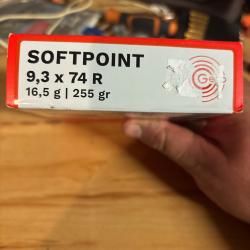 SOFTPOINT
9,3 x 74 R
16,5 g | 255 gr